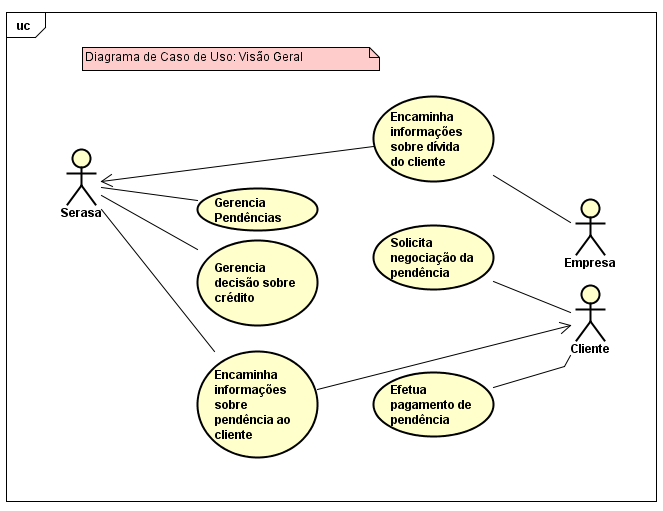 uc
Diagrama de Caso de Uso: Visão Geral
Encaminha
informações
sobre dívida
do cliente
Serasa
Gerencia
Pendências
Empresa
Solicita
negociação da
pendência
Gerencia
decisão sobre
crédito
Cliente
Encaminha
informações
sobre
pendência ao
cliente
Efetua
pagamento de
pendência